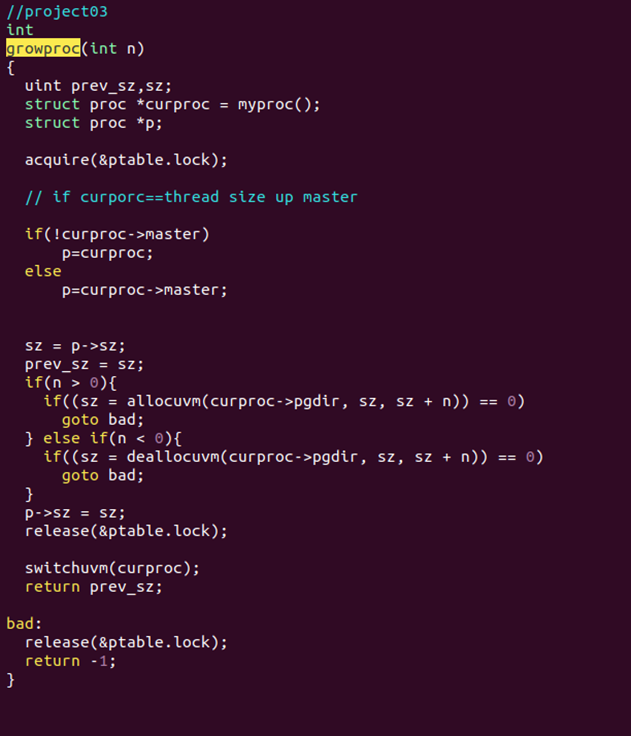 //project03
int
growproc(int n)
{
  uint prev_sz,sz;
  struct proc *curproc = myproc();
  struct proc *p;

  acquire(&ptable.lock);

  // if curporc==thread size up master

  if(!curproc->master)
      p=curproc;
  else
      p=curproc->master;


  sz = p->sz;
  prev_sz = sz;
  if(n > 0){
    if((sz = allocuvm(curproc->pgdir, sz, sz + n)) == 0)
      goto bad;
  } else if(n < 0){
    if((sz = deallocuvm(curproc->pgdir, sz, sz + n)) == 0)
      goto bad;
  }
  p->sz = sz;
  release(&ptable.lock);

  switchuvm(curproc);
  return prev_sz;

bad:
  release(&ptable.lock);
  return -1;
}